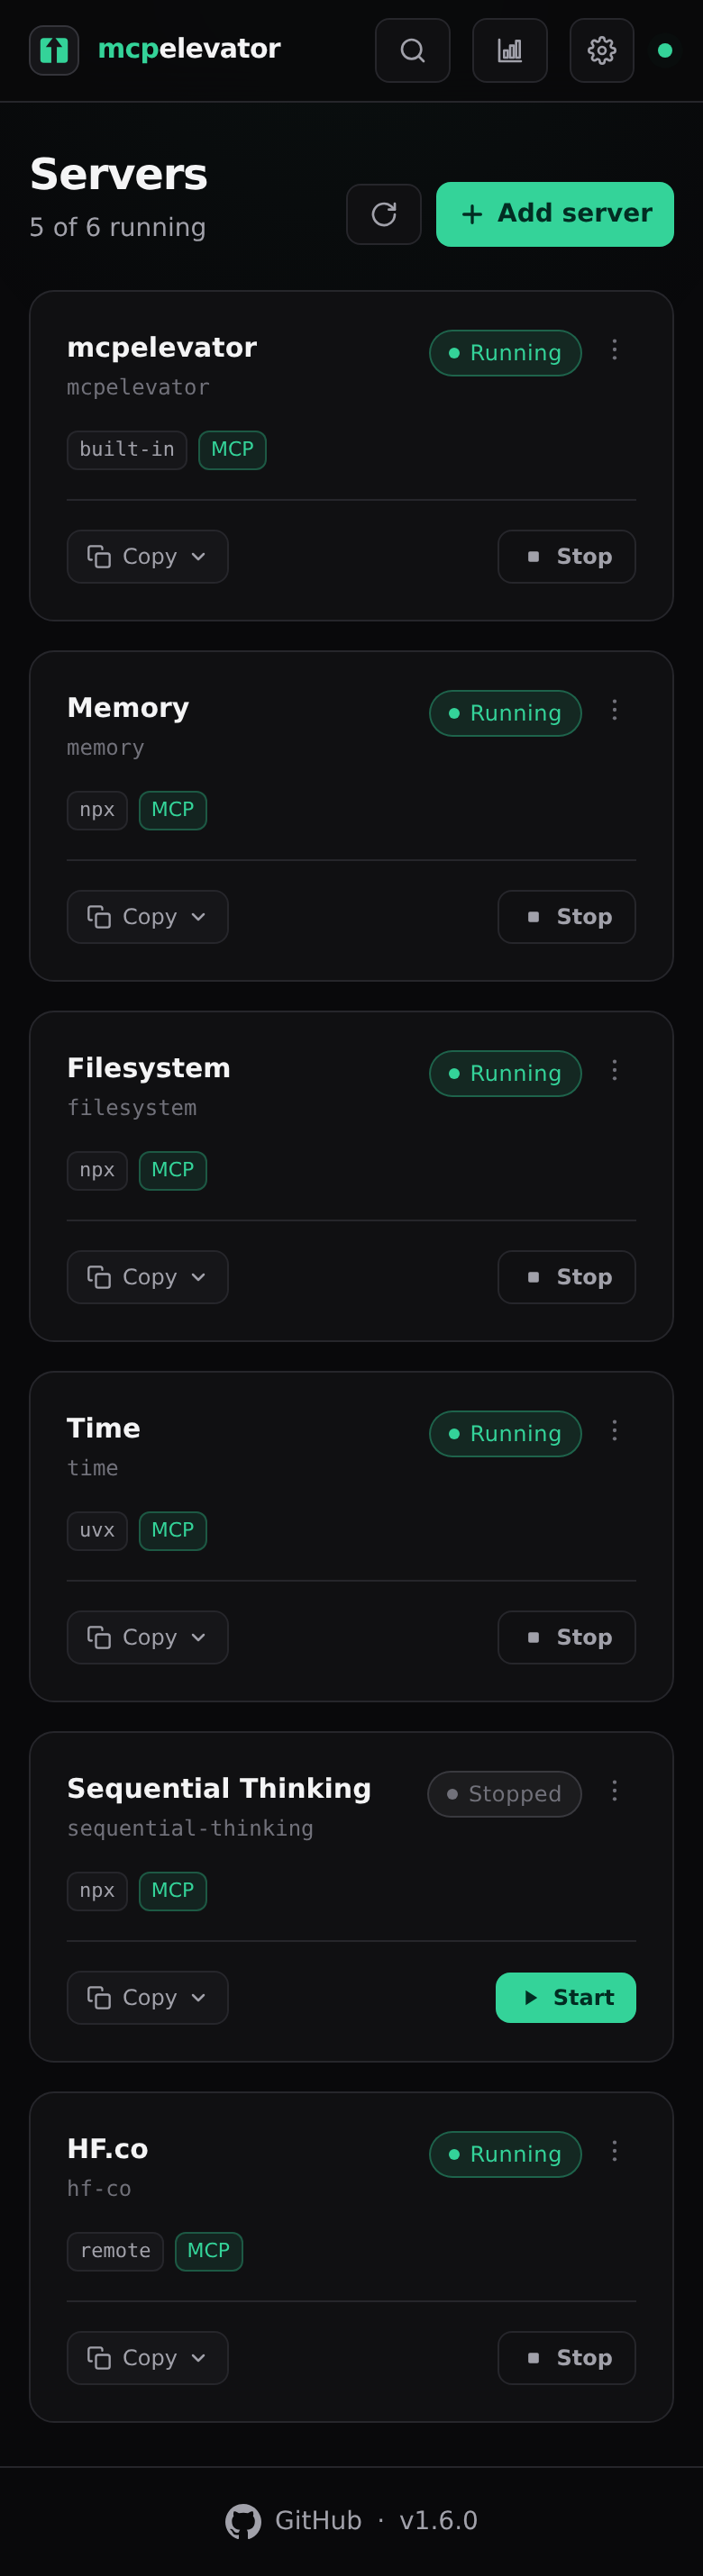 mcpelevator
Servers
5 of 6 running
Add server
mcpelevator
Running
mcpelevator
built-in
MCP
Copy
Stop
Memory
Running
memory
npx
MCP
Copy
Stop
Filesystem
Running
filesystem
npx
MCP
Copy
Stop
Time
Running
time
uvx
MCP
Copy
Stop
Sequential Thinking
Stopped
sequential-thinking
npx
MCP
Copy
Start
HF.co
Running
hf-co
remote
MCP
Copy
Stop
GitHub · v1.6.0